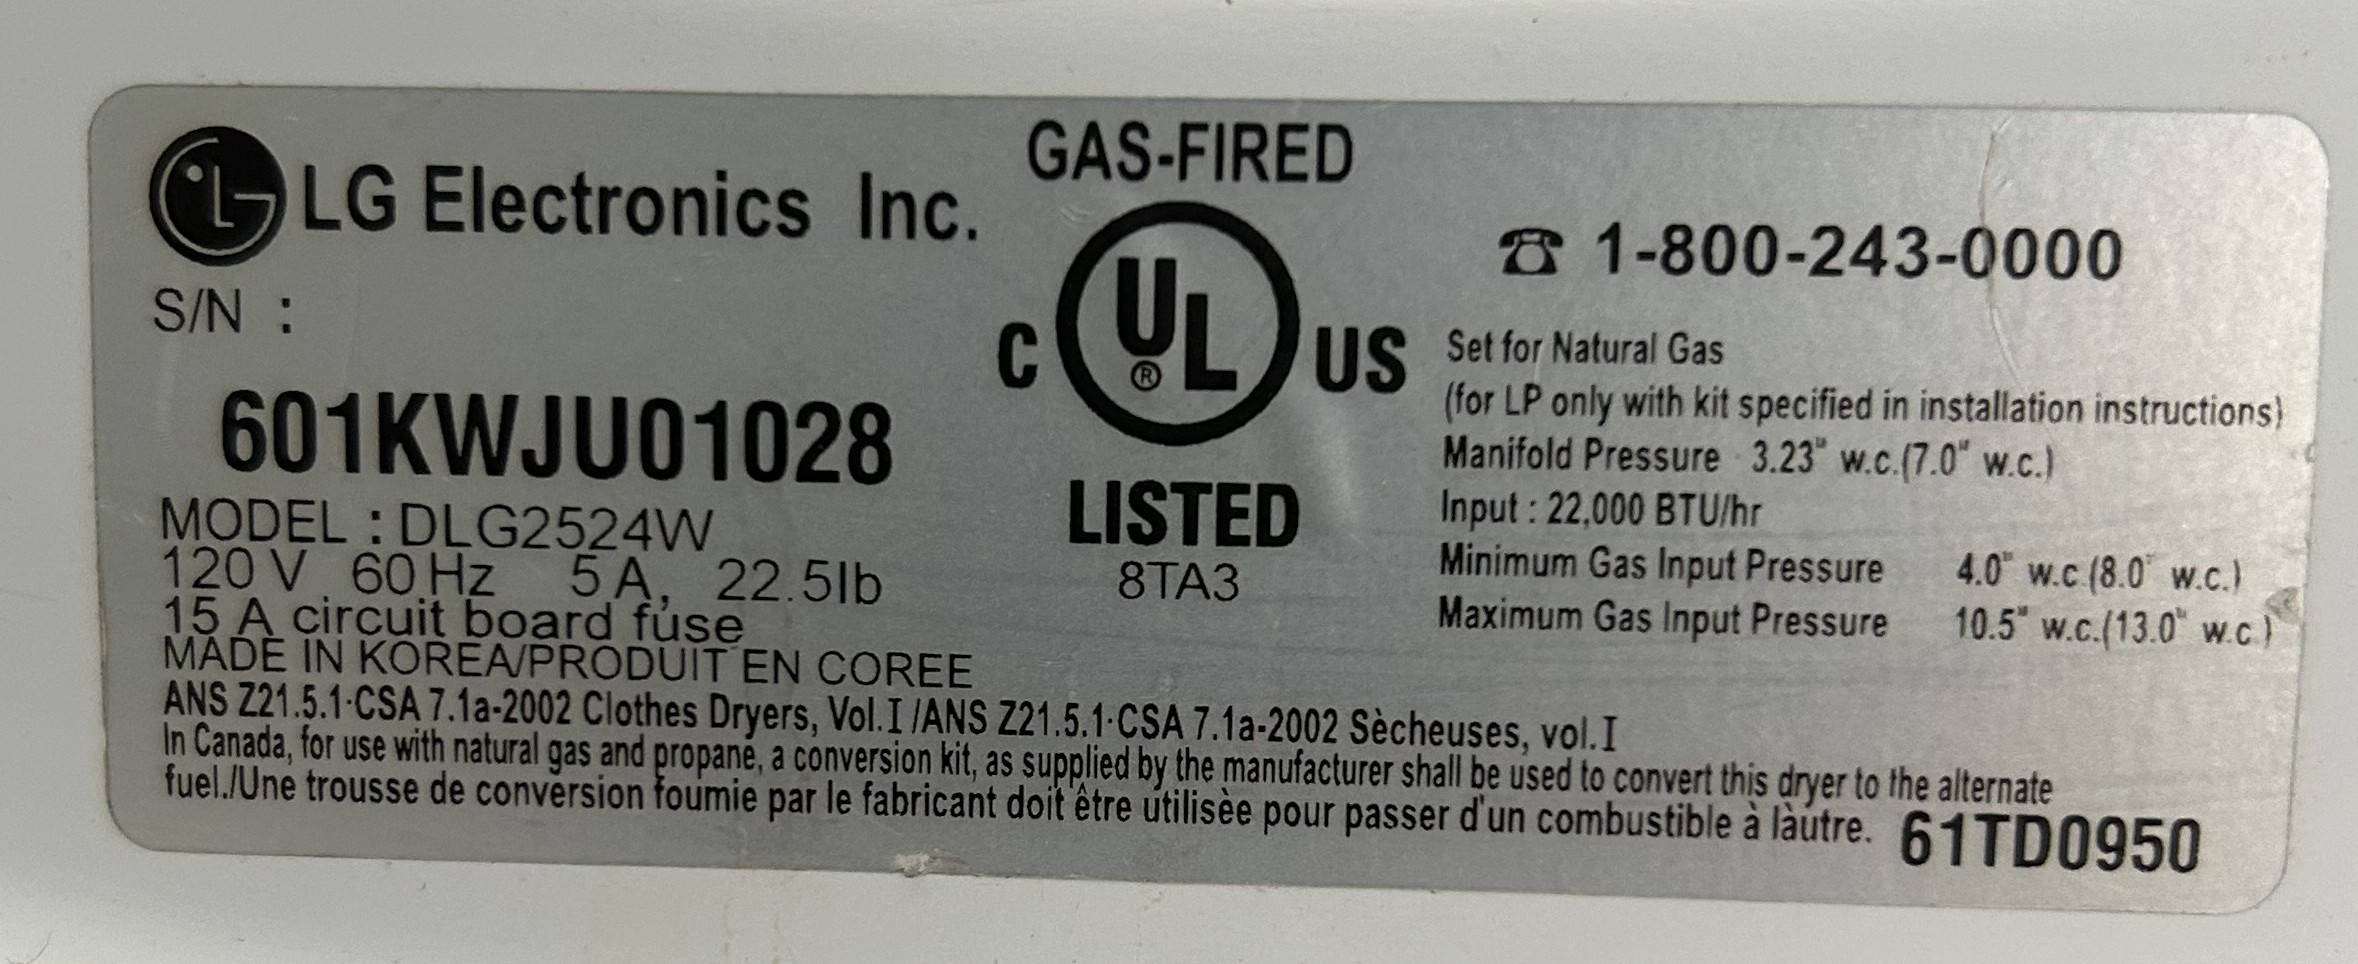 LG Electronics Inc.
GAS-FIRED
S/N :
601KWJU01028
MODEL : DLG2524W
120 V 60 Hz 5 A, 22.5lb
15 A circuit board fuse
MADE IN KOREA/PRODUIT EN COREE
C UL® US
LISTED
8TA3
☎ 1-800-243-0000
Set for Natural Gas
(for LP only with kit specified in installation instructions)
Manifold Pressure 3.23" w.c.(7.0" w.c.)
Input : 22,000 BTU/hr
Minimum Gas Input Pressure 4.0" w.c.(8.0" w.c.)
Maximum Gas Input Pressure 10.5" w.c.(13.0" w.c.)
ANS Z21.5.1·CSA 7.1a-2002 Clothes Dryers, Vol.I /ANS Z21.5.1·CSA 7.1a-2002 Sècheuses, vol.I
In Canada, for use with natural gas and propane, a conversion kit, as supplied by the manufacturer shall be used to convert this dryer to the alternate
fuel./Une trousse de conversion foumie par le fabricant doit être utilisèe pour passer d'un combustible à làutre.
61TD0950